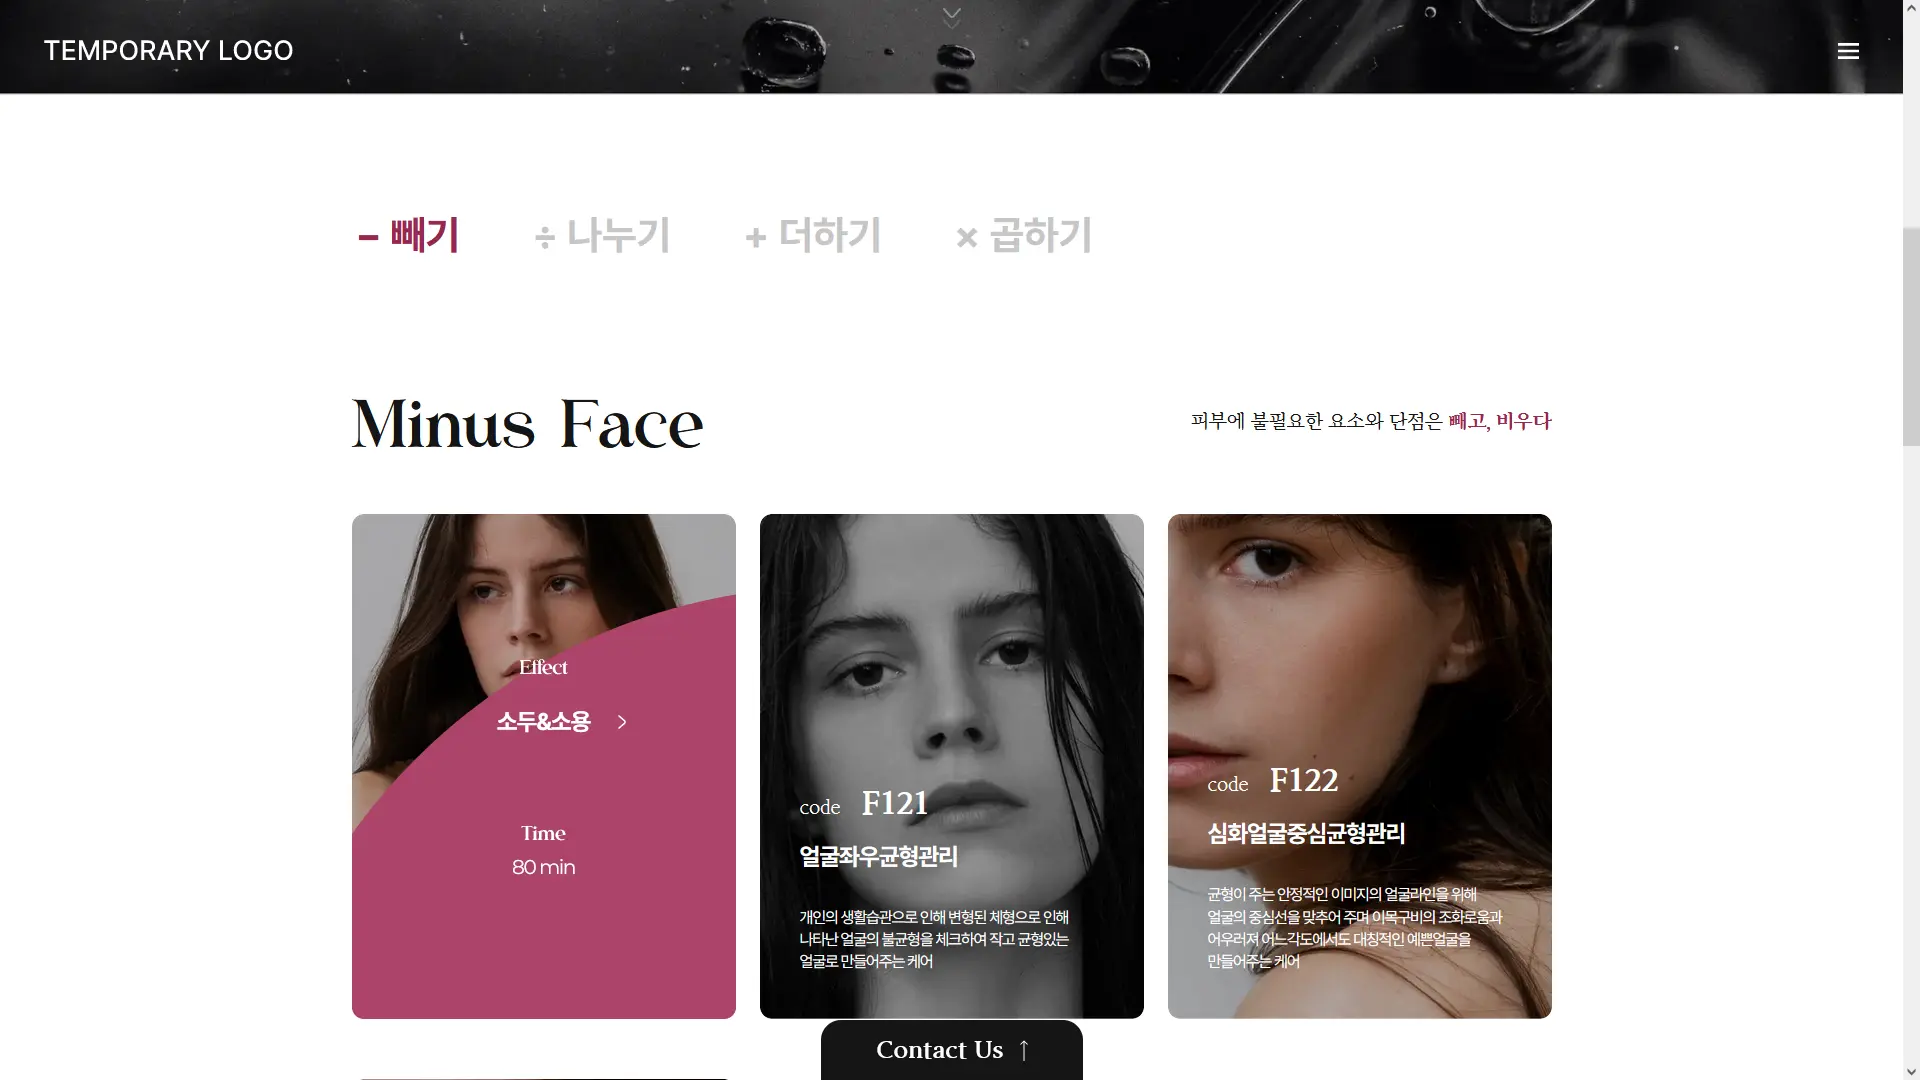 TEMPORARY LOGO
– 빼기
÷ 나누기
+ 더하기
× 곱하기
Minus Face
피부에 불필요한 요소와 단점은 빼고, 비우다
Effect
소두&소용
Time
80 min
code F121
얼굴좌우균형관리
개인의 생활습관으로 인해 변형된 체형으로 인해
나타난 얼굴의 불균형을 체크하여 작고 균형있는
얼굴로 만들어주는 케어
code F122
심화얼굴중심균형관리
균형이 주는 안정적인 이미지의 얼굴라인을 위해
얼굴의 중심선을 맞추어 주며 이목구비의 조화로움과
어우러져 어느각도에서도 대칭적인 예쁜얼굴을
만들어주는 케어
Contact Us ↑